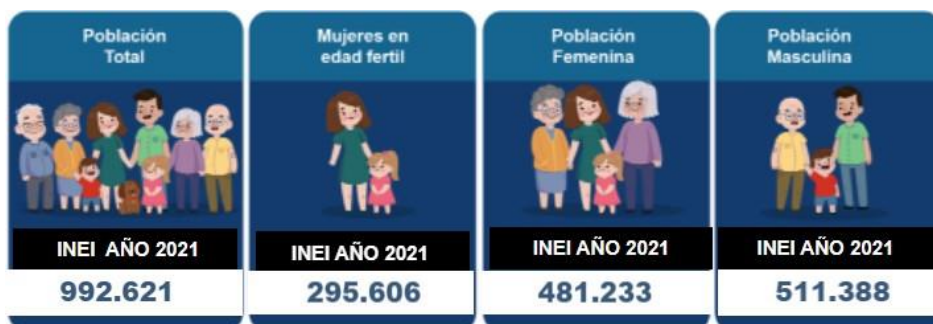 Población
Total
INEI AÑO 2021
992.621
Mujeres en
edad fertil
INEI AÑO 2021
295.606
Población
Femenina
INEI AÑO 2021
481.233
Población
Masculina
INEI AÑO 2021
511.388